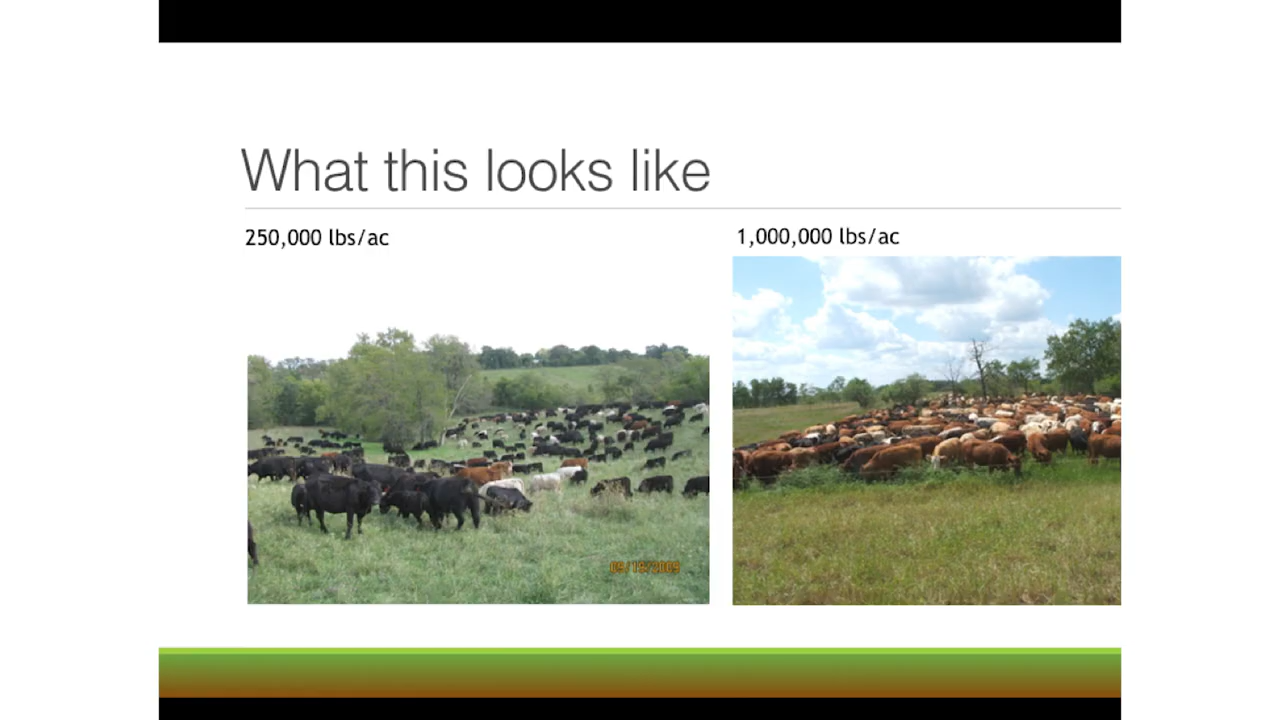 What this looks like
250,000 lbs/ac
1,000,000 lbs/ac